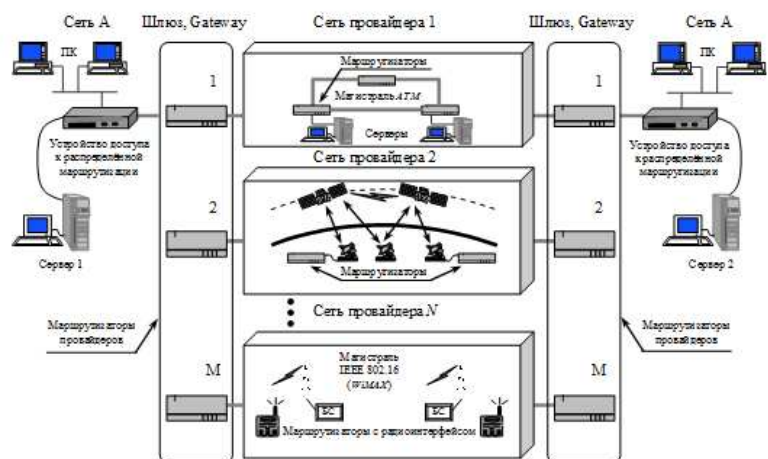 Сеть А
Шлюз, Gateway
Сеть провайдера 1
Шлюз, Gateway
Сеть А
ПК
1
Маршрутизаторы
Магистраль ATM
Серверы
1
ПК
Устройство доступа
к распределённой
маршрутизации
Устройство доступа
к распределённой
маршрутизации
Сеть провайдера 2
2
Маршрутизаторы
2
Сервер 1
Сервер 2
Сеть провайдера N
Маршрутизаторы
провайдеров
Маршрутизаторы
провайдеров
М
Магистраль
IEEE 802.16
(WiMAX)
БС
БС
Маршрутизаторы с радиоинтерфейсом
М